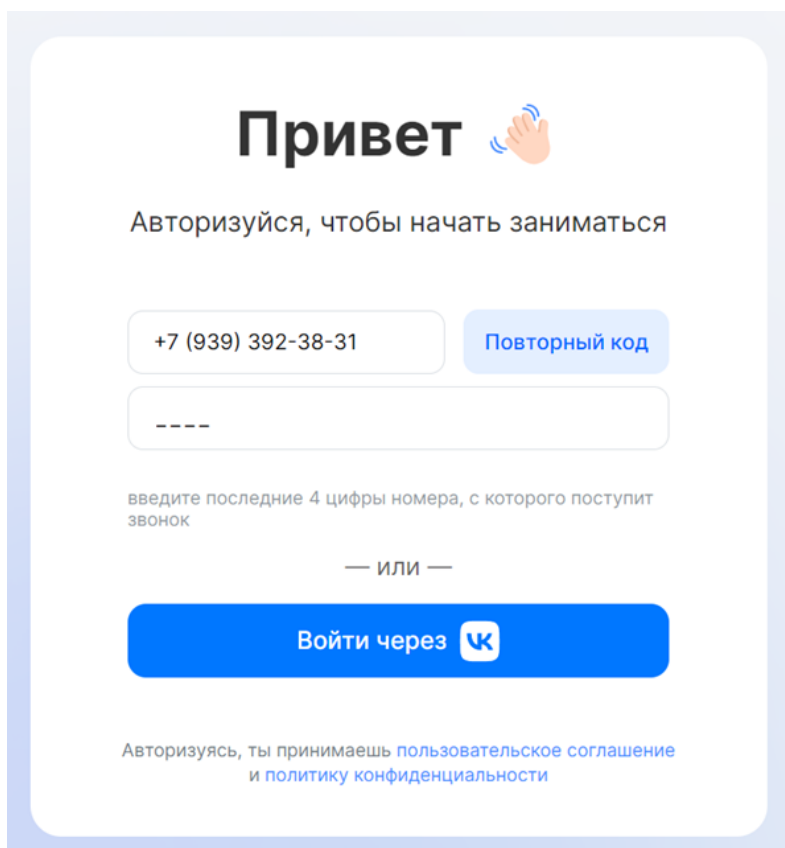 Привет
Авторизуйся, чтобы начать заниматься
+7 (939) 392-38-31
Повторный код
----
введите последние 4 цифры номера, с которого поступит
звонок
— или —
Войти через VK
Авторизуясь, ты принимаешь пользовательское соглашение
и политику конфиденциальности